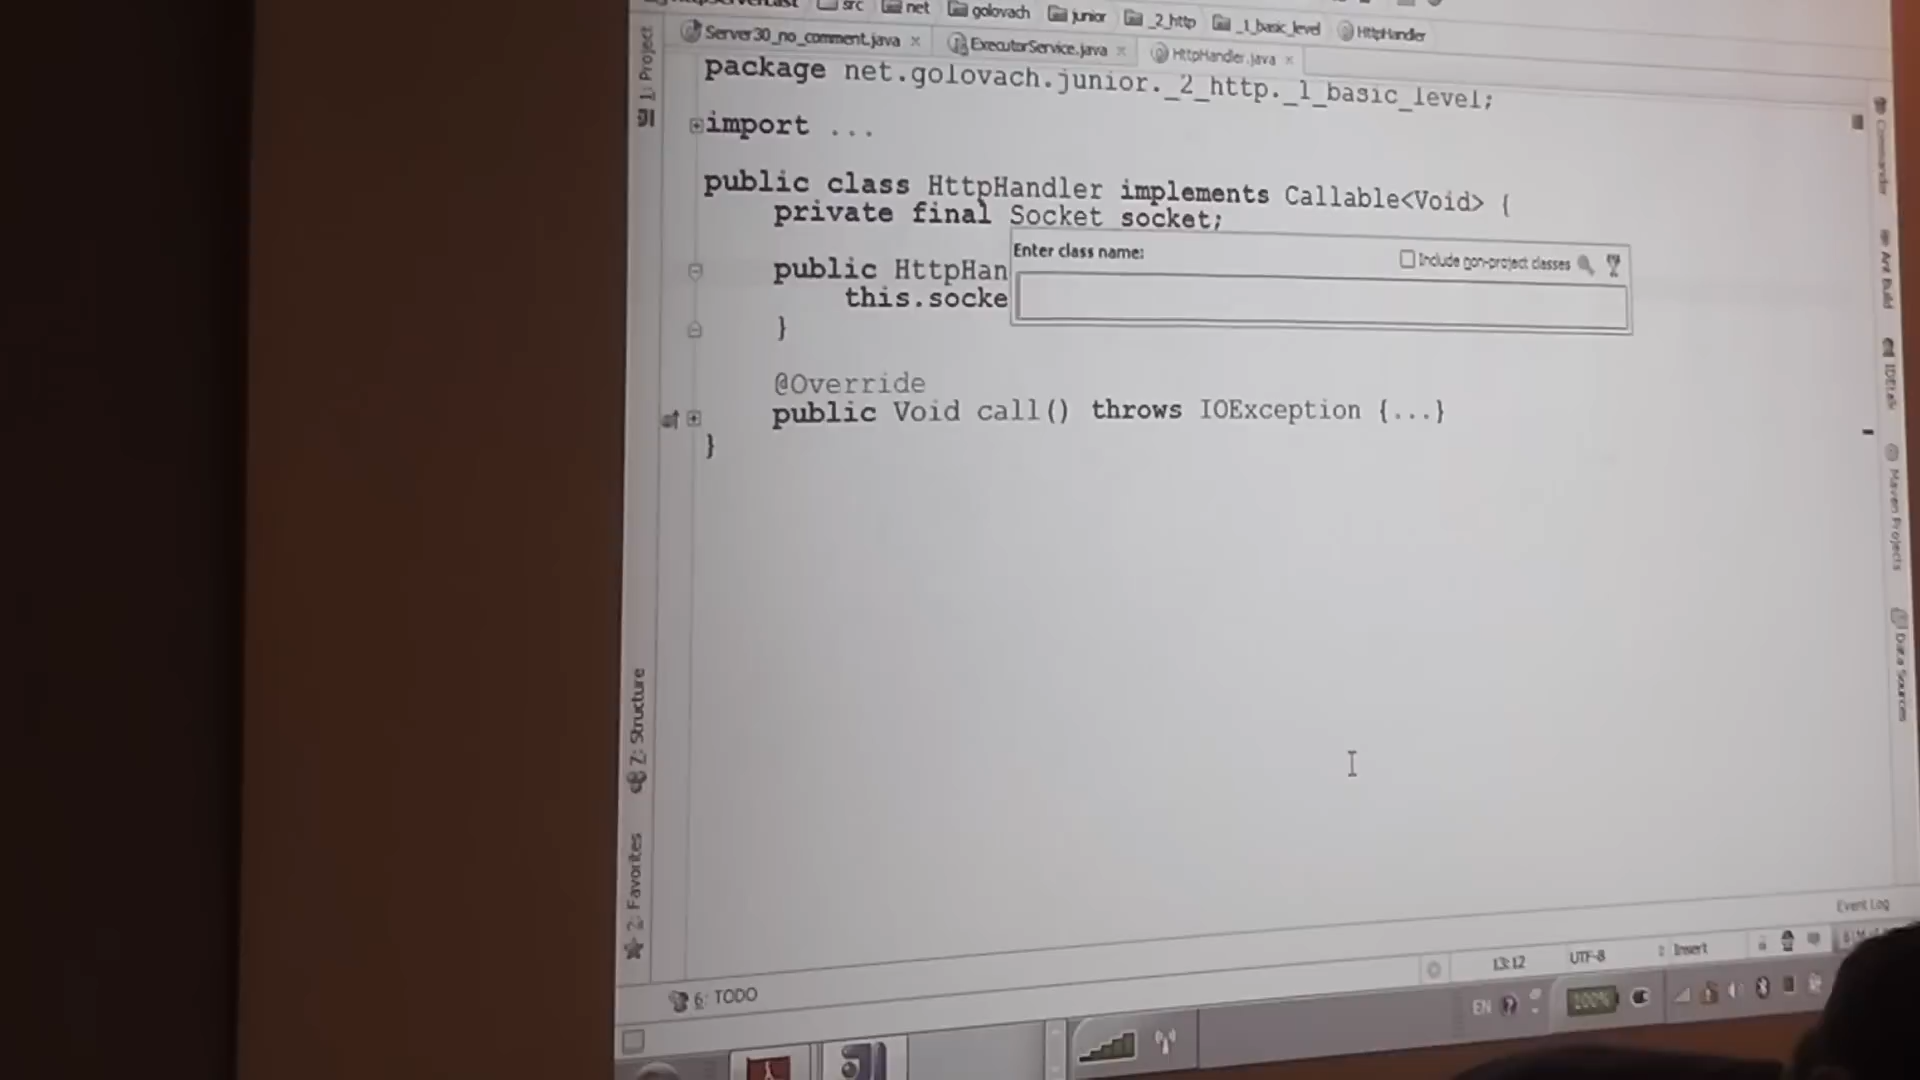 src net golovach junior _2_http _1_basic_level HttpHandler
Server30_no_comment.java ExecutorService.java HttpHandler.java
1: Project
package net.golovach.junior._2_http._1_basic_level;
import ...
public class HttpHandler implements Callable<Void> {
private final Socket socket;
Enter class name: Include non-project classes
public HttpHan
this.socke
}
@Override
public Void call() throws IOException {...}
}
Commander
Ant Build
IDEtalk
Maven Projects
Data Sources
Z: Structure
2: Favorites
Event Log
13:12 UTF-8 Insert
6: TODO
EN 100%